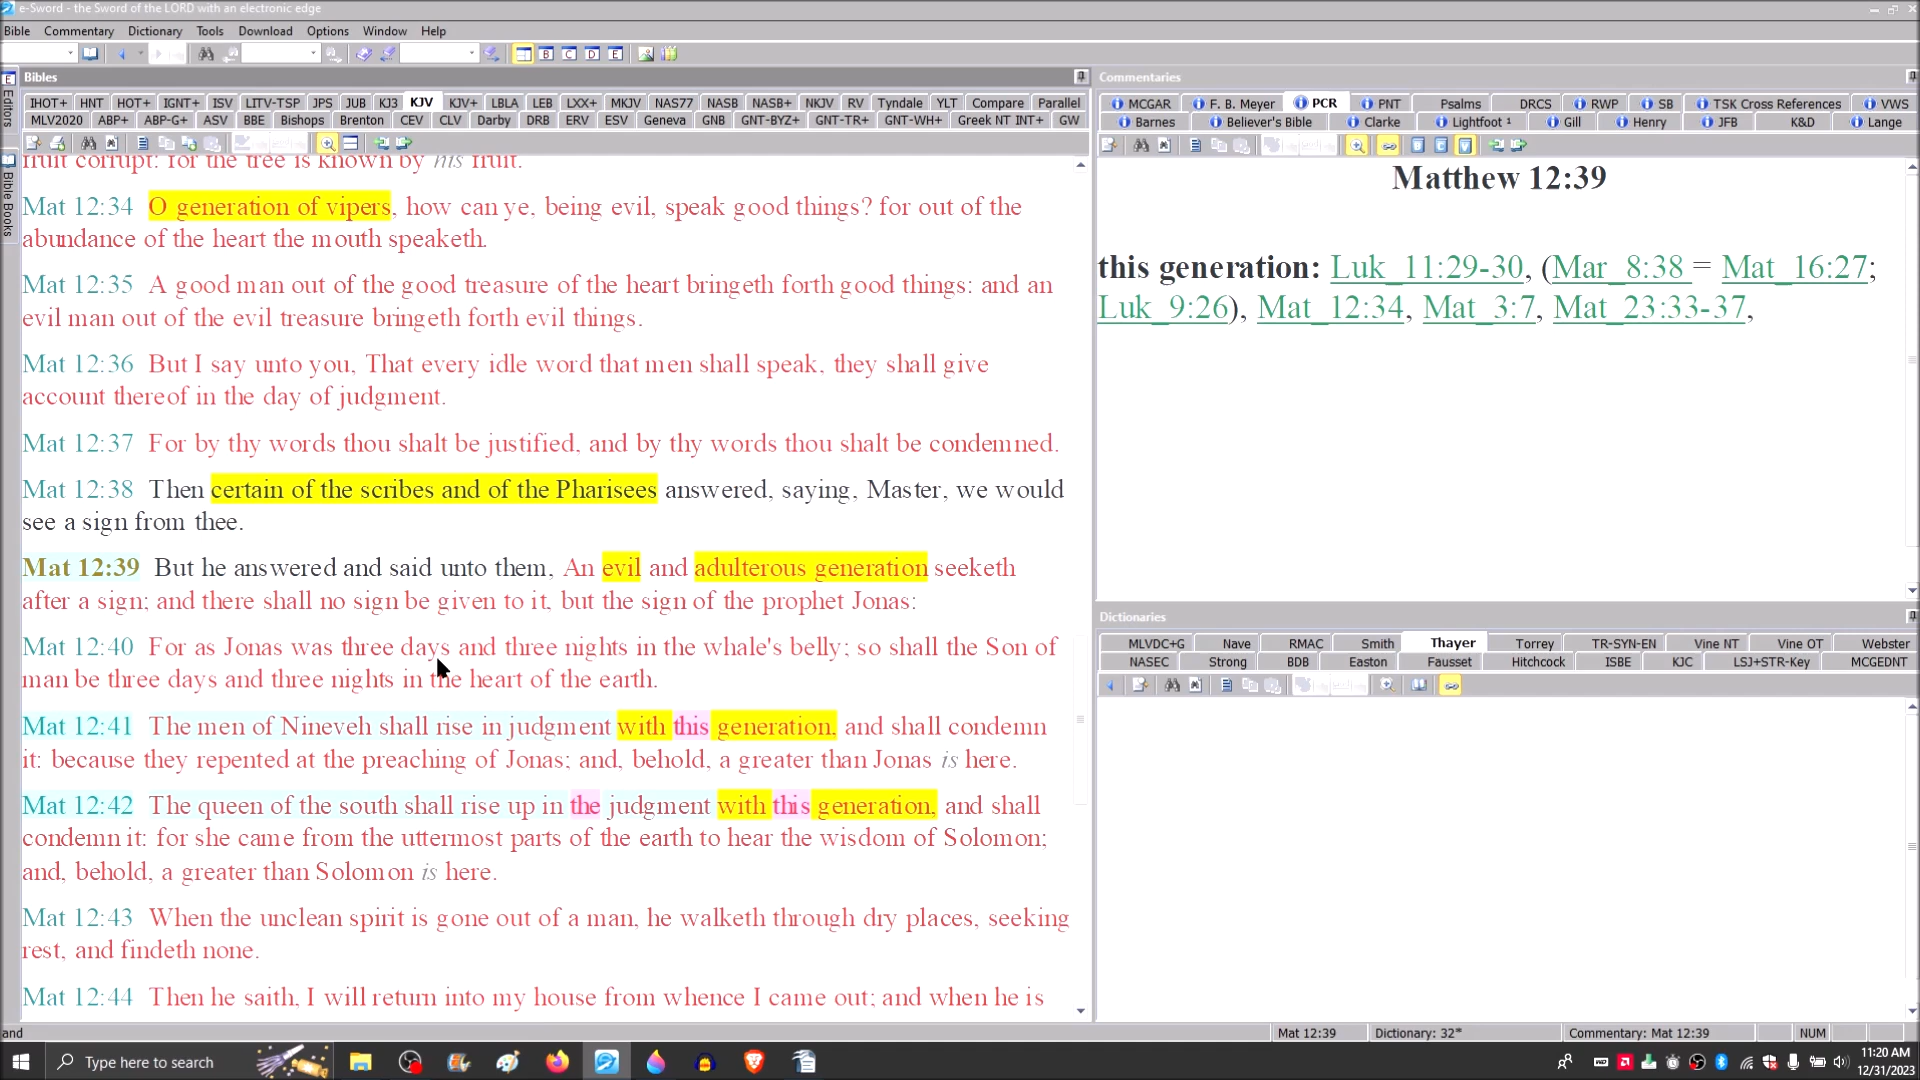 e-Sword - the Sword of the LORD with an electronic edge
Bible Commentary Dictionary Tools Download Options Window Help
B C D E
Bibles
IHOT+ HNT HOT+ IGNT+ ISV LITV-TSP JPS JUB KJ3 KJV KJV+ LBLA LEB LXX+ MKJV NAS77 NASB NASB+ NKJV RV Tyndale YLT Compare Parallel
MLV2020 ABP+ ABP-G+ ASV BBE Bishops Brenton CEV CLV Darby DRB ERV ESV Geneva GNB GNT-BYZ+ GNT-TR+ GNT-WH+ Greek NT INT+ GW
Editors
Bible Books
fruit corrupt: for the tree is known by his fruit.
Mat 12:34 O generation of vipers, how can ye, being evil, speak good things? for out of the
abundance of the heart the mouth speaketh.
Mat 12:35 A good man out of the good treasure of the heart bringeth forth good things: and an
evil man out of the evil treasure bringeth forth evil things.
Mat 12:36 But I say unto you, That every idle word that men shall speak, they shall give
account thereof in the day of judgment.
Mat 12:37 For by thy words thou shalt be justified, and by thy words thou shalt be condemned.
Mat 12:38 Then certain of the scribes and of the Pharisees answered, saying, Master, we would
see a sign from thee.
Mat 12:39 But he answered and said unto them, An evil and adulterous generation seeketh
after a sign; and there shall no sign be given to it, but the sign of the prophet Jonas:
Mat 12:40 For as Jonas was three days and three nights in the whale's belly; so shall the Son of
man be three days and three nights in the heart of the earth.
Mat 12:41 The men of Nineveh shall rise in judgment with this generation, and shall condemn
it: because they repented at the preaching of Jonas; and, behold, a greater than Jonas is here.
Mat 12:42 The queen of the south shall rise up in the judgment with this generation, and shall
condemn it: for she came from the uttermost parts of the earth to hear the wisdom of Solomon;
and, behold, a greater than Solomon is here.
Mat 12:43 When the unclean spirit is gone out of a man, he walketh through dry places, seeking
rest, and findeth none.
Mat 12:44 Then he saith, I will return into my house from whence I came out; and when he is
Commentaries
MCGAR F. B. Meyer PCR PNT Psalms DRCS RWP SB TSK Cross References VWS
Barnes Believer's Bible Clarke Lightfoot ¹ Gill Henry JFB K&D Lange
Matthew 12:39
this generation: Luk_11:29-30, (Mar_8:38 = Mat_16:27;
Luk_9:26), Mat_12:34, Mat_3:7, Mat_23:33-37,
Dictionaries
MLVDC+G Nave RMAC Smith Thayer Torrey TR-SYN-EN Vine NT Vine OT Webster
NASEC Strong BDB Easton Fausset Hitchcock ISBE KJC LSJ+STR-Key MCGEDNT
and
Mat 12:39 Dictionary: 32* Commentary: Mat 12:39 NUM
Type here to search
11:20 AM
12/31/2023